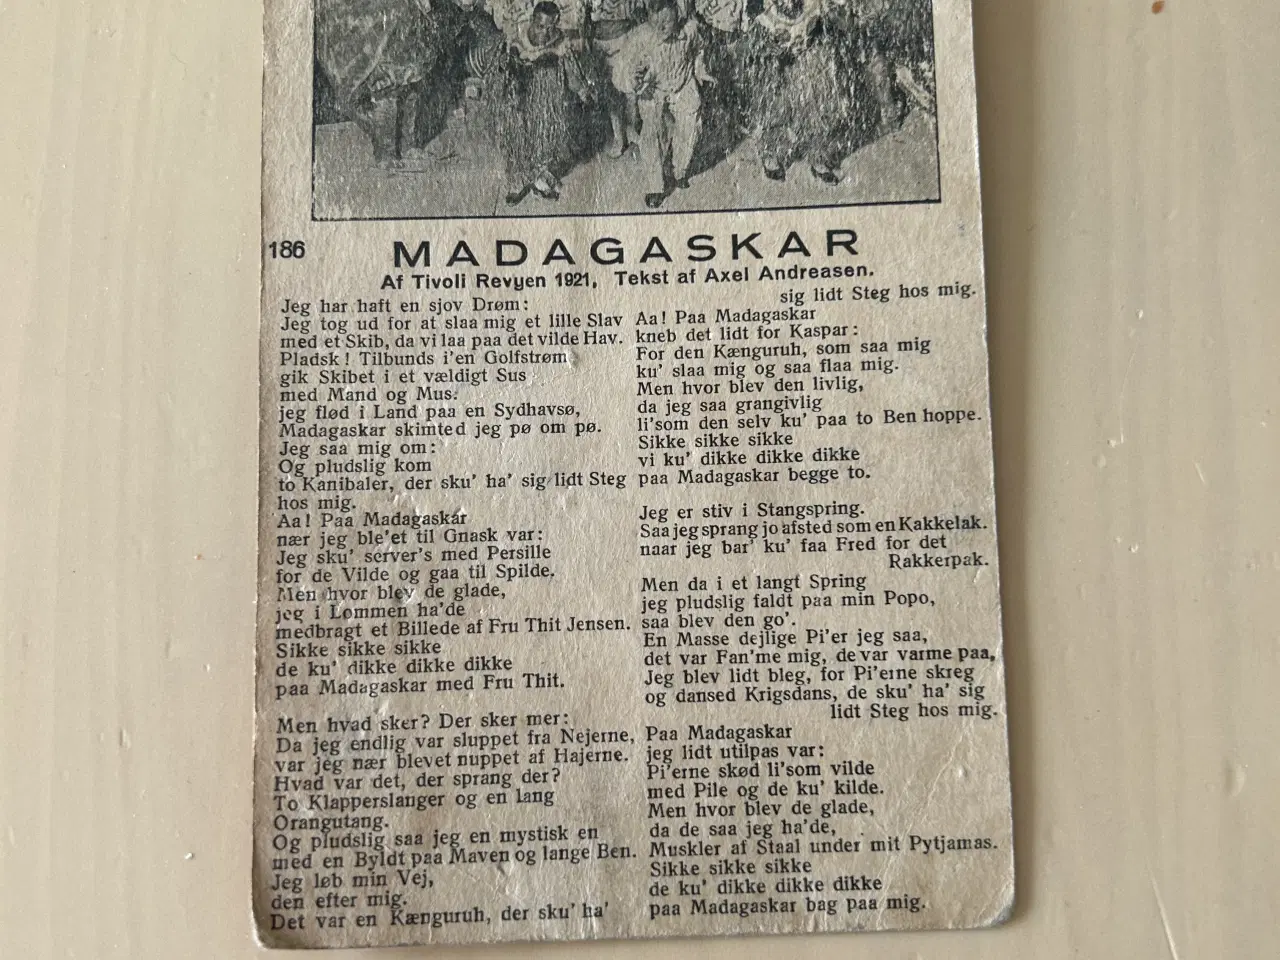 186
MADAGASKAR
Af Tivoli Revyen 1921, Tekst af Axel Andreasen.
Jeg har haft en sjov Drøm:
Jeg tog ud for at slaa mig et lille Slav
med et Skib, da vi laa paa det vilde Hav.
Pladsk! Tilbunds i'en Golfstrøm
gik Skibet i et vældigt Sus
med Mand og Mus.
jeg flød i Land paa en Sydhavsø,
Madagaskar skimted jeg pø om pø.
Jeg saa mig om:
Og pludslig kom
to Kanibaler, der sku' ha' sig lidt Steg
hos mig.
Aa! Paa Madagaskar
nær jeg ble'et til Gnask var:
Jeg sku' server's med Persille
for de Vilde og gaa til Spilde.
Men hvor blev de glade,
jeg i Lommen ha'de
medbragt et Billede af Fru Thit Jensen.
Sikke sikke sikke
de ku' dikke dikke dikke
paa Madagaskar med Fru Thit.
Men hvad sker? Der sker mer:
Da jeg endlig var sluppet fra Nejerne,
var jeg nær blevet nuppet af Hajerne.
Hvad var det, der sprang der?
To Klapperslanger og en lang
Orangutang.
Og pludslig saa jeg en mystisk en
med en Byldt paa Maven og lange Ben.
Jeg løb min Vej,
den efter mig.
Det var en Kænguruh, der sku' ha'
sig lidt Steg hos mig.
Aa! Paa Madagaskar
kneb det lidt for Kaspar:
For den Kænguruh, som saa mig
ku' slaa mig og saa flaa mig.
Men hvor blev den livlig,
da jeg saa grangivlig
li'som den selv ku' paa to Ben hoppe.
Sikke sikke sikke
vi ku' dikke dikke dikke
paa Madagaskar begge to.
Jeg er stiv i Stangspring.
Saa jeg sprang jo afsted som en Kakkelak.
naar jeg bar' ku' faa Fred for det
Rakkerpak.
Men da i et langt Spring
jeg pludslig faldt paa min Popo,
saa blev den go'.
En Masse dejlige Pi'er jeg saa,
det var Fan'me mig, de var varme paa,
Jeg blev lidt bleg, for Pi'erne skreg
og dansed Krigsdans, de sku' ha' sig
lidt Steg hos mig.
Paa Madagaskar
jeg lidt utilpas var:
Pi'erne skød li'som vilde
med Pile og de ku' kilde.
Men hvor blev de glade,
da de saa jeg ha'de,
Muskler af Staal under mit Pytjamas.
Sikke sikke sikke
de ku' dikke dikke dikke
paa Madagaskar bag paa mig.